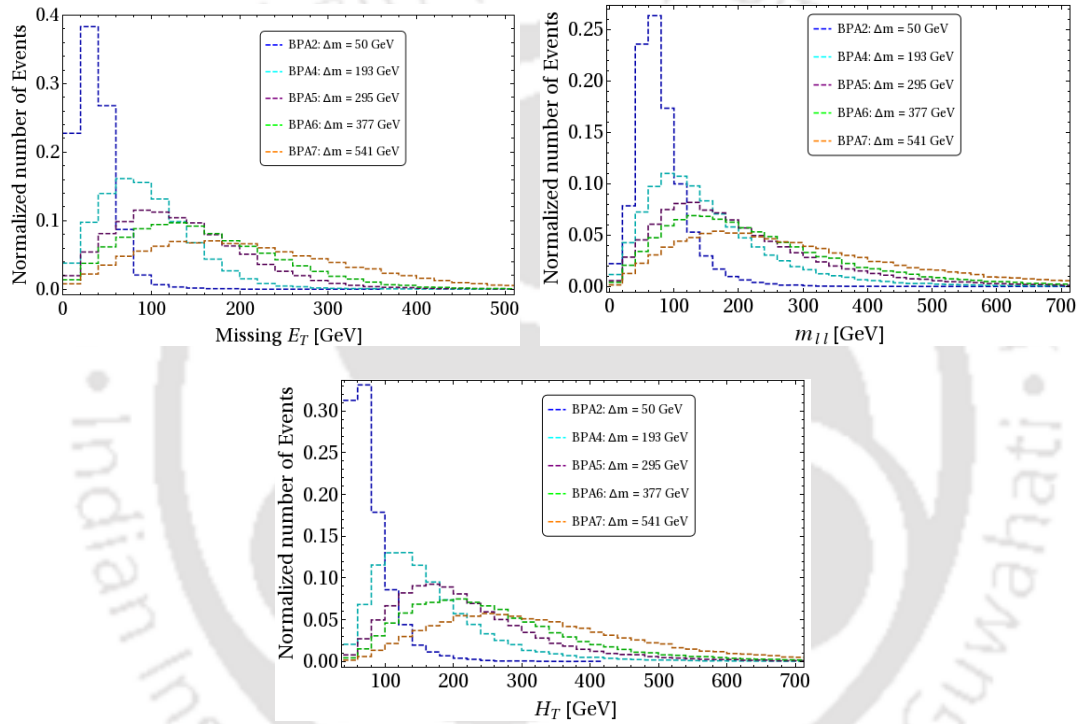 Normalized number of Events
0.4
0.3
0.2
0.1
0.0
BPA2: Δm = 50 GeV
BPA4: Δm = 193 GeV
BPA5: Δm = 295 GeV
BPA6: Δm = 377 GeV
BPA7: Δm = 541 GeV
0 100 200 300 400 500
Missing E_T [GeV]
Normalized number of Events
0.25
0.20
0.15
0.10
0.05
0.00
BPA2: Δm = 50 GeV
BPA4: Δm = 193 GeV
BPA5: Δm = 295 GeV
BPA6: Δm = 377 GeV
BPA7: Δm = 541 GeV
0 100 200 300 400 500 600 700
m_{ll} [GeV]
Normalized number of Events
0.30
0.25
0.20
0.15
0.10
0.05
0.00
BPA2: Δm = 50 GeV
BPA4: Δm = 193 GeV
BPA5: Δm = 295 GeV
BPA6: Δm = 377 GeV
BPA7: Δm = 541 GeV
100 200 300 400 500 600 700
H_T [GeV]
Indian Ins
Guwahati